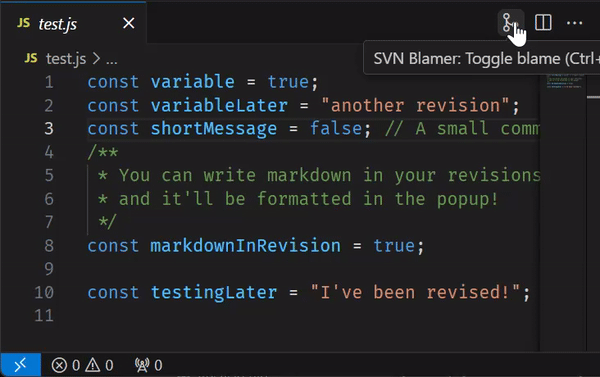 JS test.js
SVN Blamer: Toggle blame (Ctrl+
JS test.js > ...
1 const variable = true;
2 const variableLater = "another revision";
3 const shortMessage = false; // A small comm
4 /**
5 * You can write markdown in your revisions
6 * and it'll be formatted in the popup!
7 */
8 const markdownInRevision = true;
9
10 const testingLater = "I've been revised!";
11
0 0 0